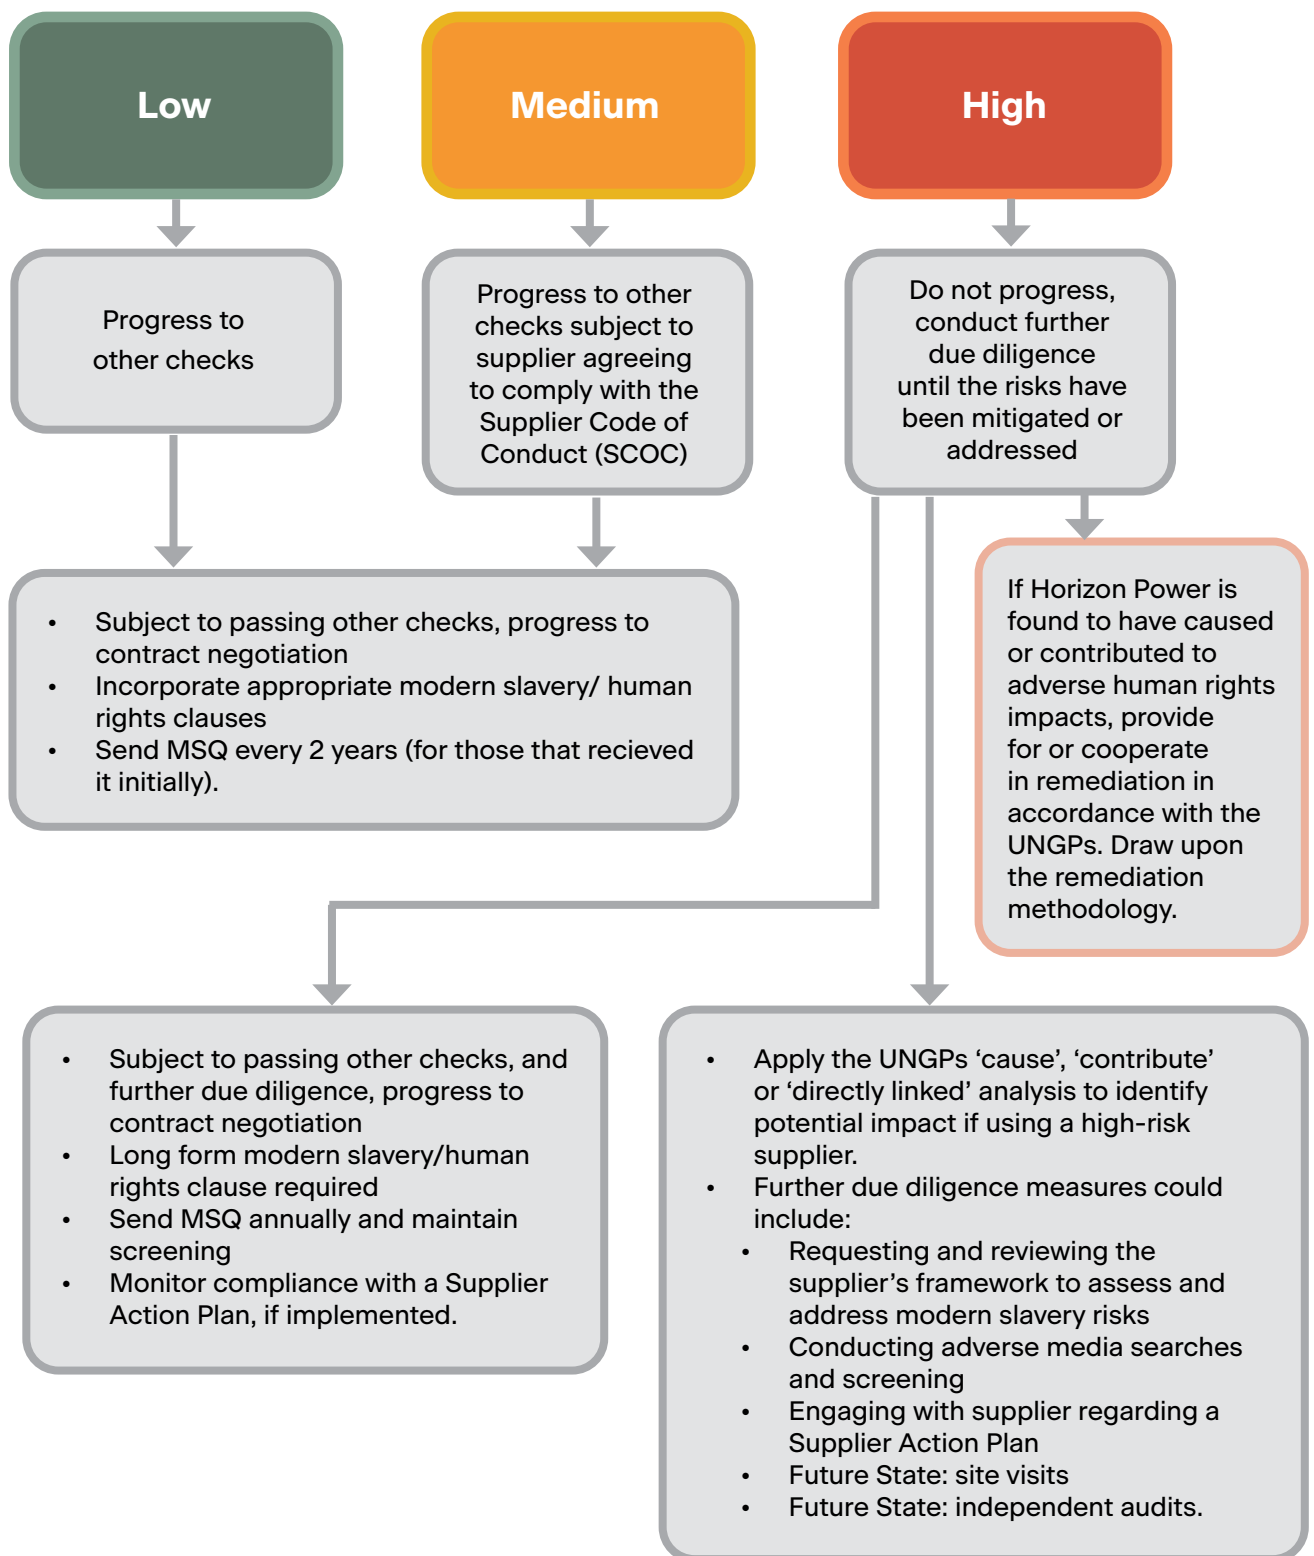 Low
Medium
High
Progress to
other checks
Progress to other
checks subject to
supplier agreeing
to comply with the
Supplier Code of
Conduct (SCOC)
Do not progress,
conduct further
due diligence
until the risks have
been mitigated or
addressed
• Subject to passing other checks, progress to
contract negotiation
• Incorporate appropriate modern slavery/ human
rights clauses
• Send MSQ every 2 years (for those that recieved
it initially).
If Horizon Power is
found to have caused
or contributed to
adverse human rights
impacts, provide
for or cooperate
in remediation in
accordance with the
UNGPs. Draw upon
the remediation
methodology.
• Subject to passing other checks, and
further due diligence, progress to
contract negotiation
• Long form modern slavery/human
rights clause required
• Send MSQ annually and maintain
screening
• Monitor compliance with a Supplier
Action Plan, if implemented.
• Apply the UNGPs ‘cause’, ‘contribute’
or ‘directly linked’ analysis to identify
potential impact if using a high-risk
supplier.
• Further due diligence measures could
include:
• Requesting and reviewing the
supplier’s framework to assess and
address modern slavery risks
• Conducting adverse media searches
and screening
• Engaging with supplier regarding a
Supplier Action Plan
• Future State: site visits
• Future State: independent audits.